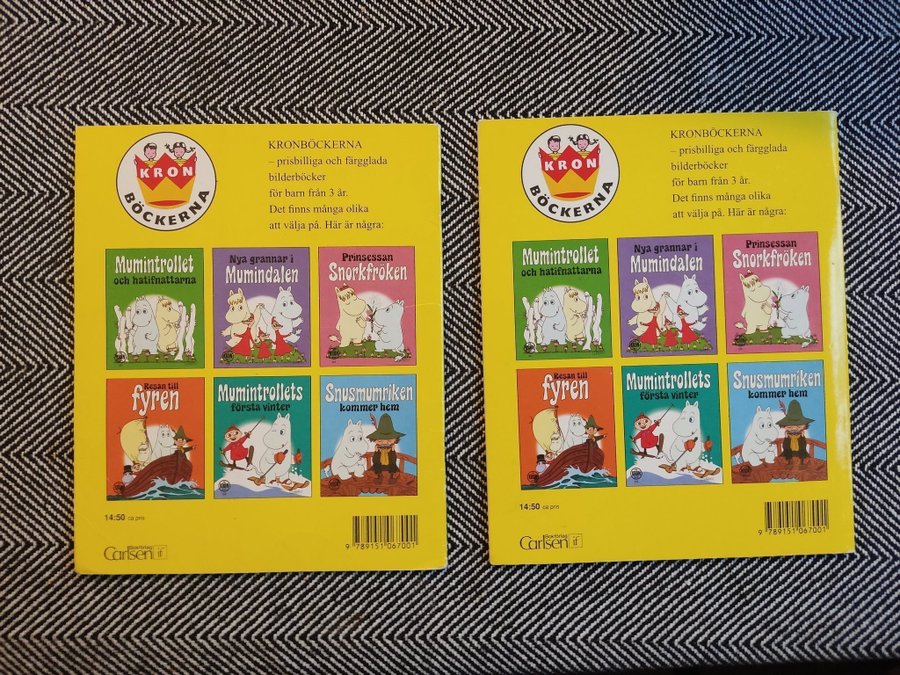 KRON
BÖCKERNA
KRONBÖCKERNA
– prisbilliga och färgglada
bilderböcker
för barn från 3 år.
Det finns många olika
att välja på. Här är några:
Mumintrollet
och hatifnattarna
Nya grannar i
Mumindalen
Prinsessan
Snorkfröken
Resan till
fyren
Mumintrollets
första vinter
Snusmumriken
kommer hem
14:50 ca pris
Bokförlag
Carlsen if
9 789151 067001
KRON
BÖCKERNA
KRONBÖCKERNA
– prisbilliga och färgglada
bilderböcker
för barn från 3 år.
Det finns många olika
att välja på. Här är några:
Mumintrollet
och hatifnattarna
Nya grannar i
Mumindalen
Prinsessan
Snorkfröken
Resan till
fyren
Mumintrollets
första vinter
Snusmumriken
kommer hem
14:50 ca pris
Bokförlag
Carlsen if
9 789151 067001